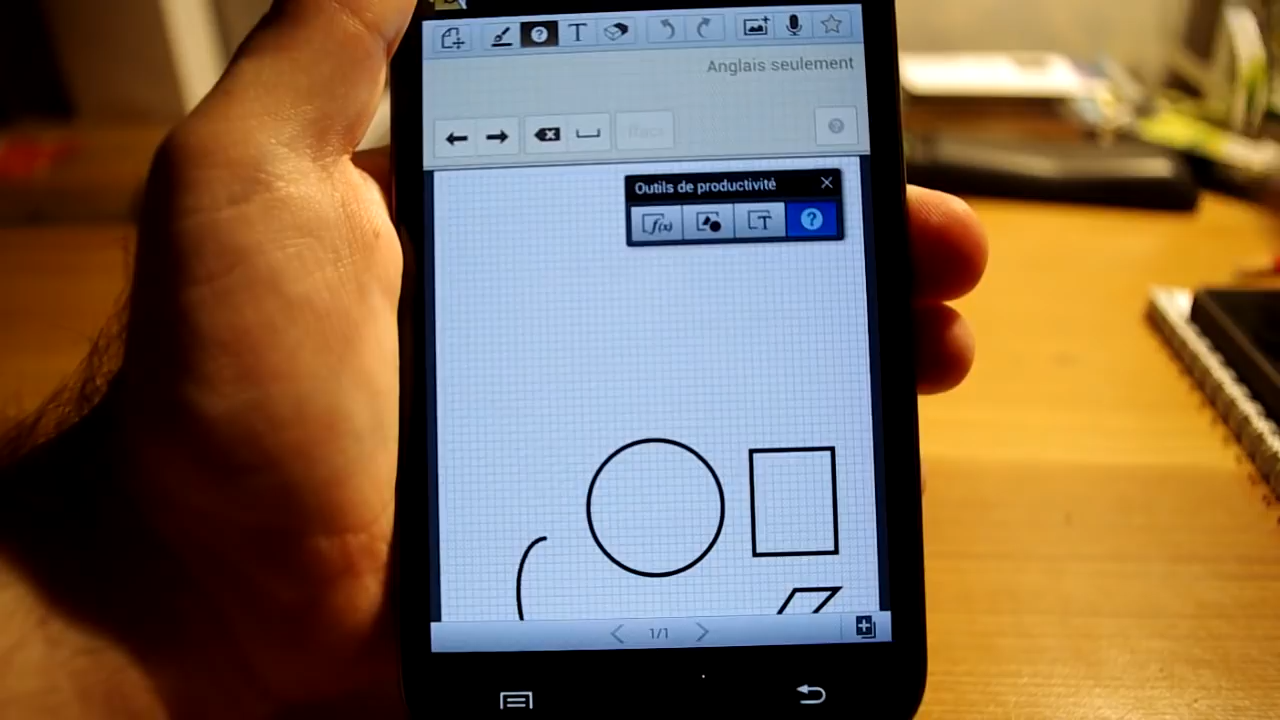 T
Anglais seulement
Outils de productivité
f(x) T ?
1/1